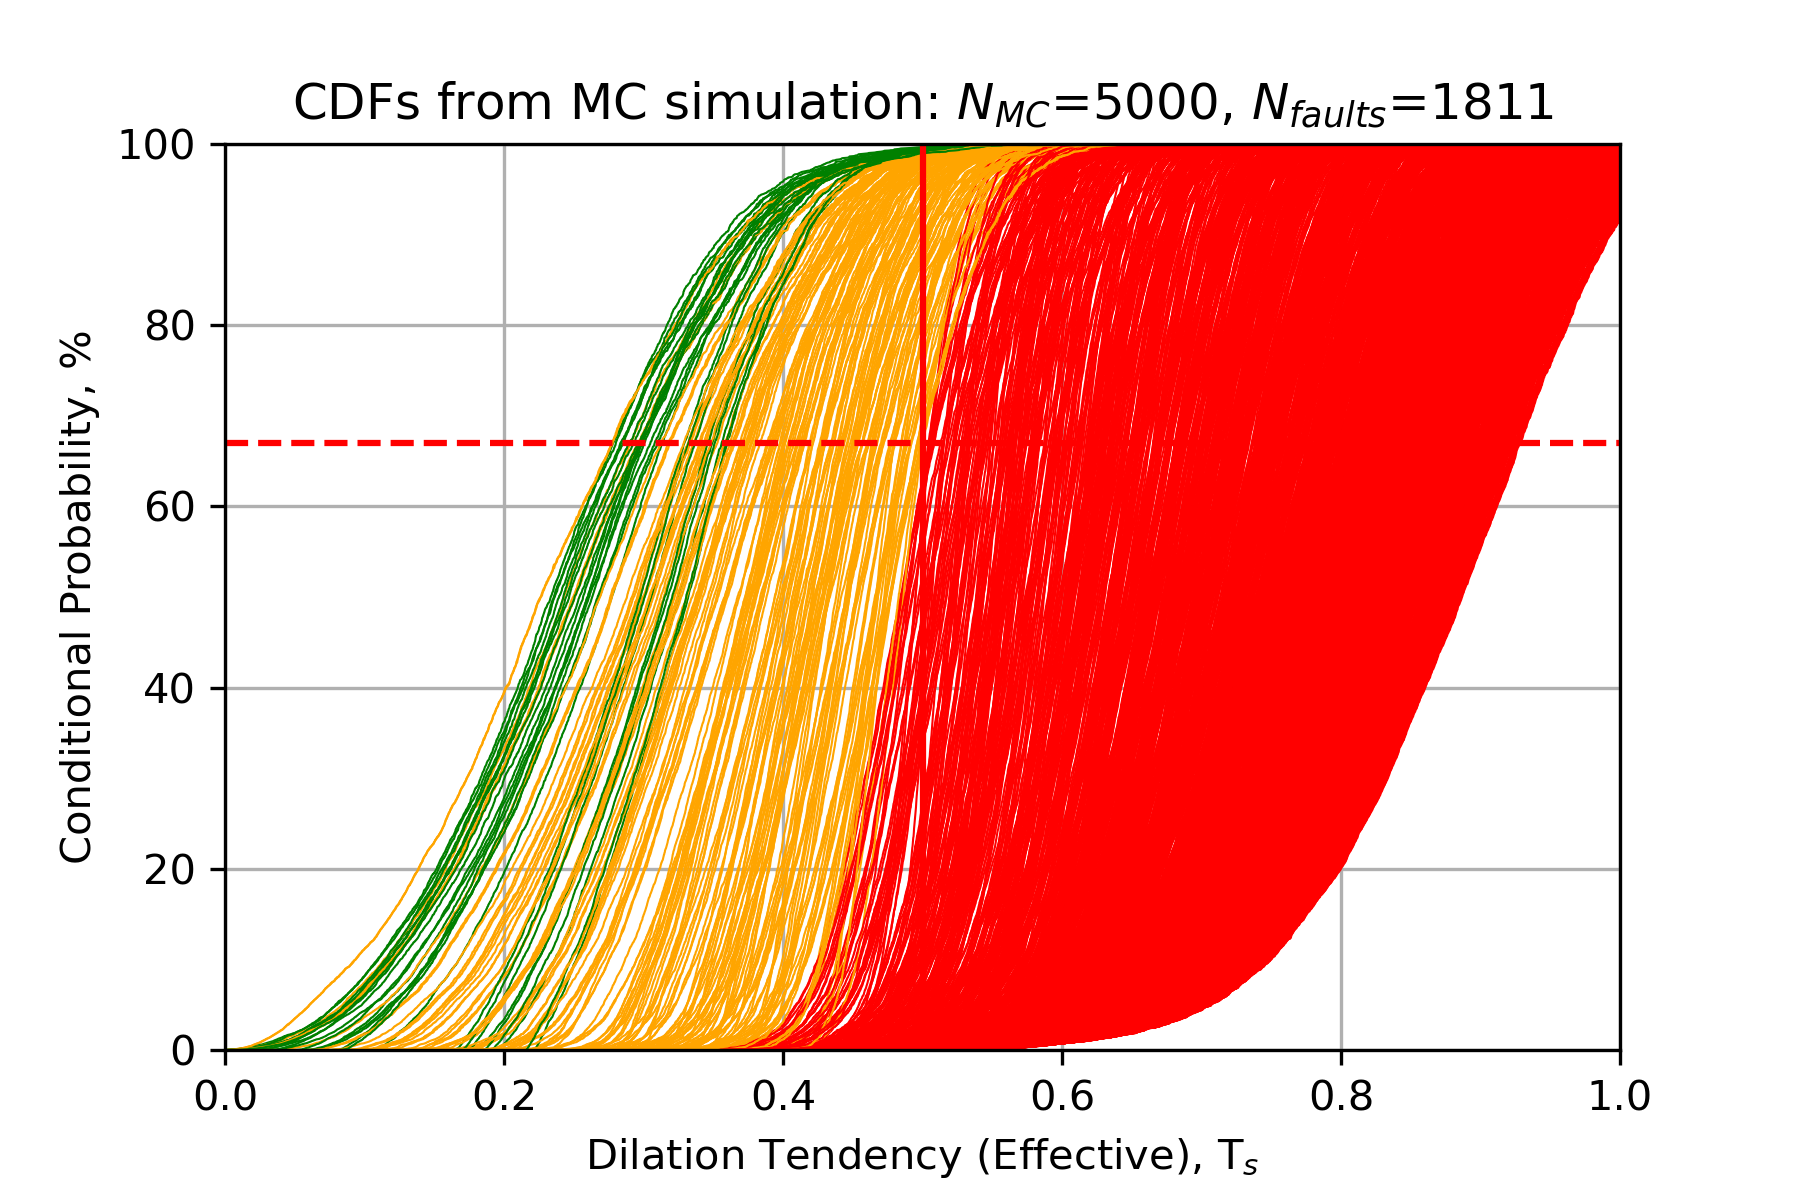 CDFs from MC simulation: N_MC=5000, N_faults=1811
100
80
60
40
20
0
Conditional Probability, %
0.0 0.2 0.4 0.6 0.8 1.0
Dilation Tendency (Effective), T_s